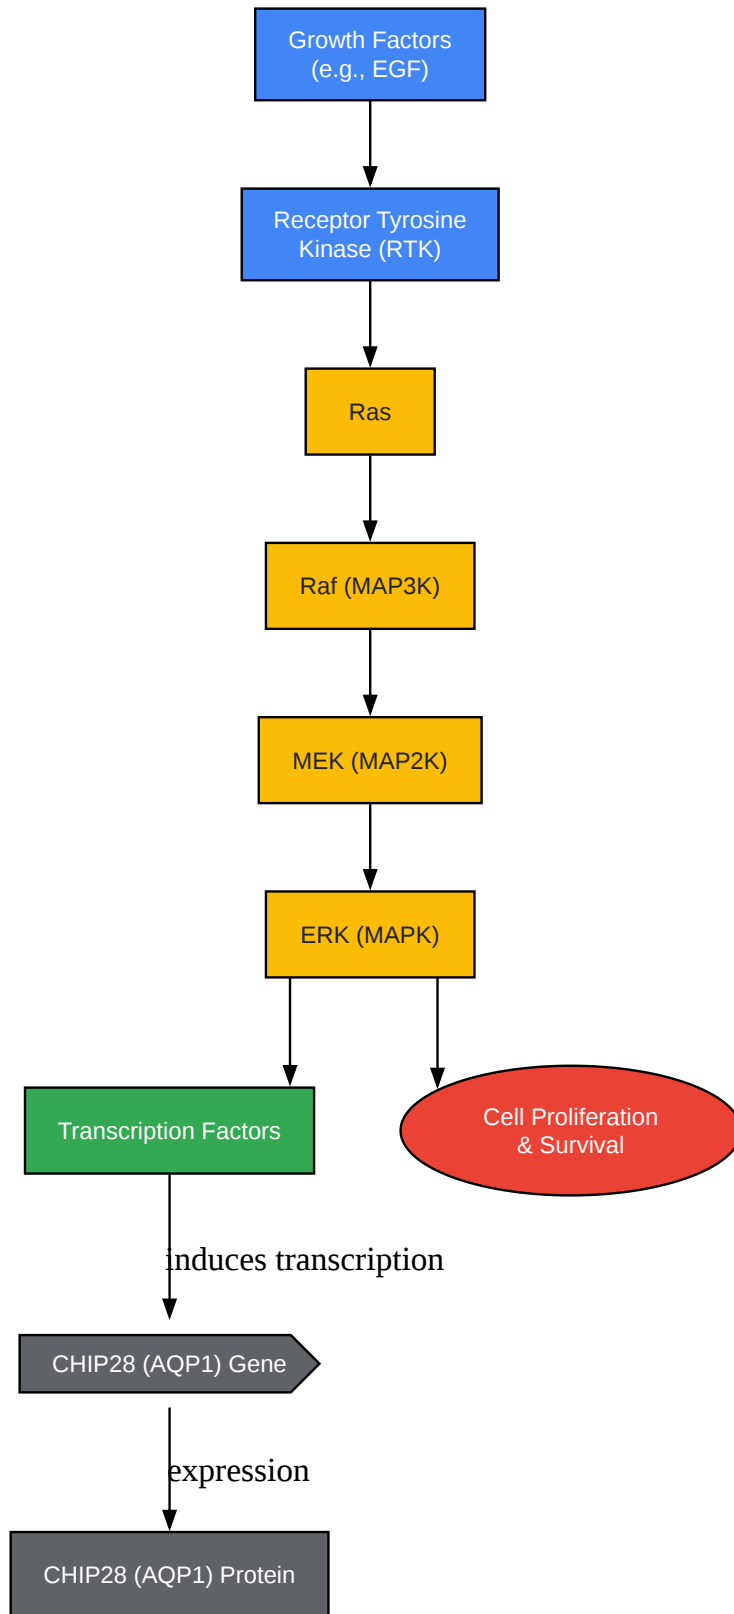 Growth Factors
(e.g., EGF)
Receptor Tyrosine
Kinase (RTK)
Ras
Raf (MAP3K)
MEK (MAP2K)
ERK (MAPK)
Transcription Factors
Cell Proliferation
& Survival
induces transcription
CHIP28 (AQP1) Gene
expression
CHIP28 (AQP1) Protein